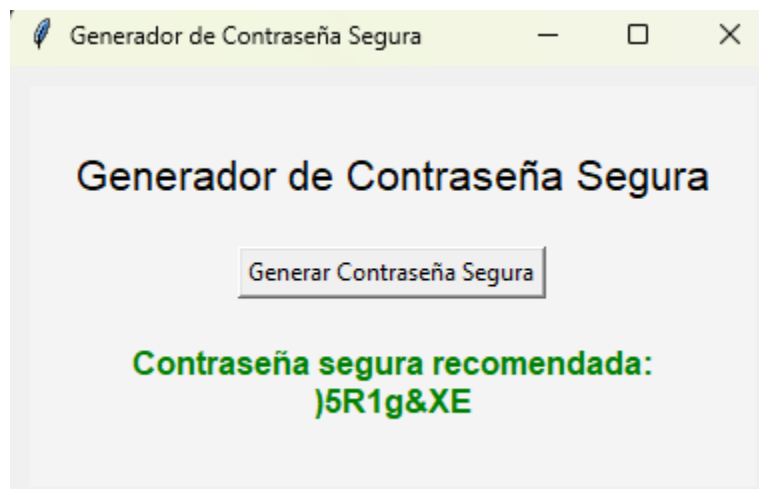 Generador de Contraseña Segura
Generador de Contraseña Segura
Generar Contraseña Segura
Contraseña segura recomendada:
)5R1g&XE